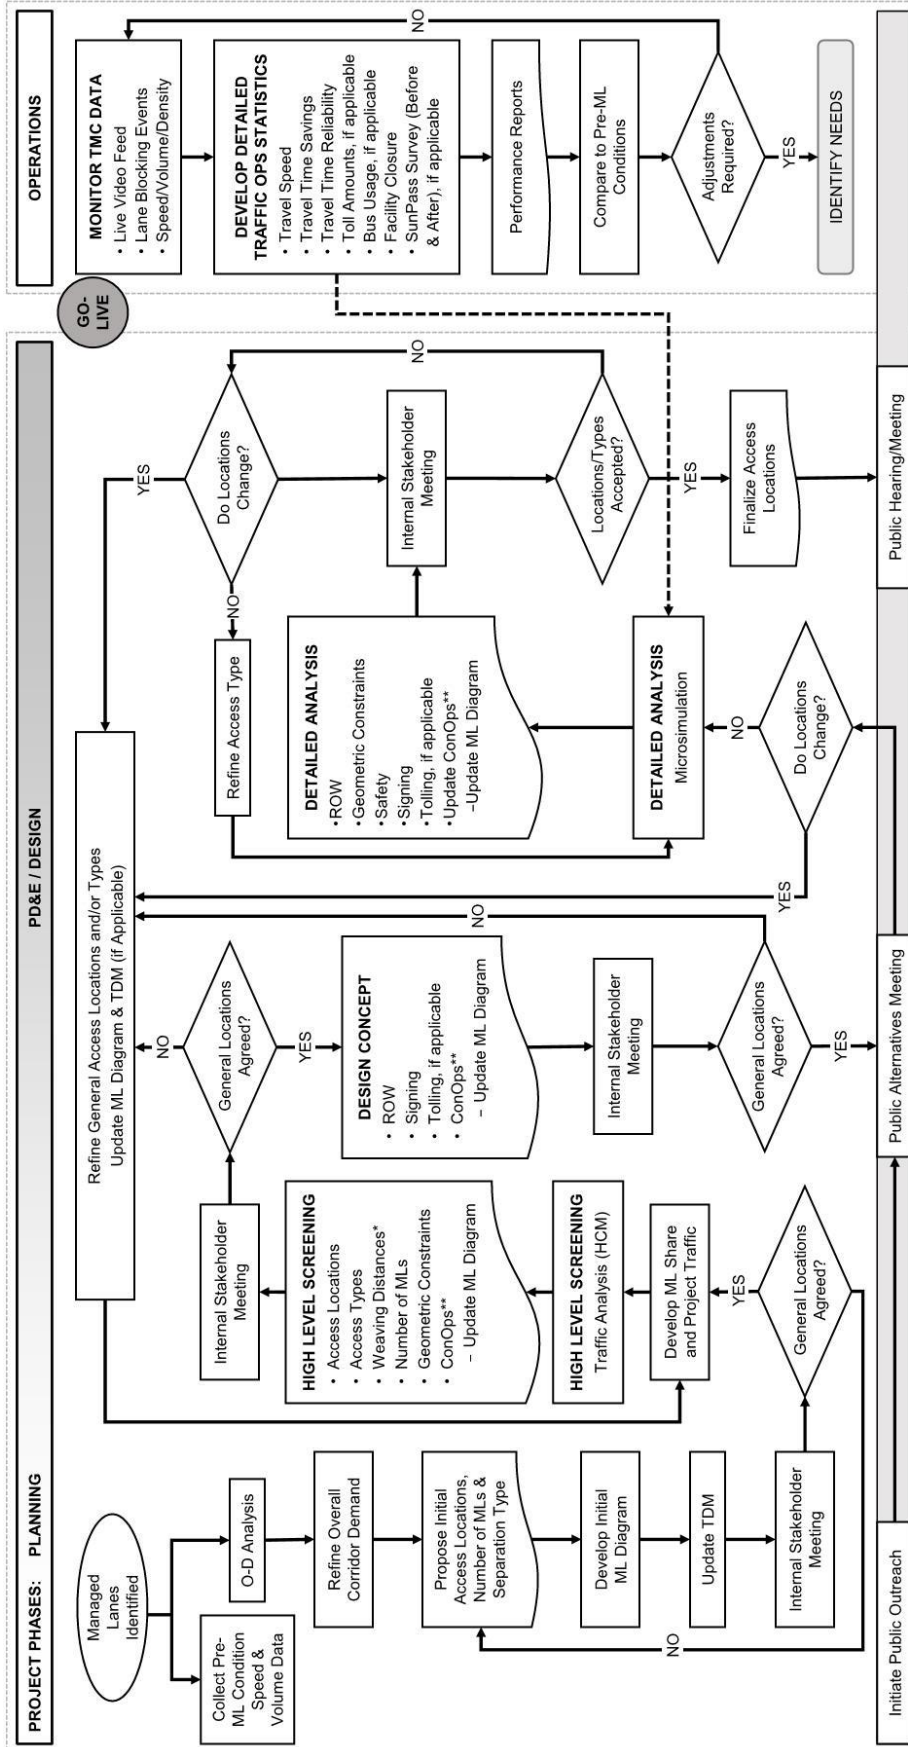 PROJECT PHASES: PLANNING
PD&E / DESIGN
OPERATIONS
Managed
Lanes
Identified
Collect Pre-
ML Condition
Speed &
Volume Data
O-D Analysis
Refine Overall
Corridor Demand
Propose Initial
Access Locations,
Number of MLs &
Separation Type
Develop Initial
ML Diagram
Update TDM
Internal Stakeholder
Meeting
General Locations
Agreed?
NO
YES
Develop ML Share
and Project Traffic
HIGH LEVEL SCREENING
Traffic Analysis (HCM)
HIGH LEVEL SCREENING
• Access Locations
• Access Types
• Weaving Distances*
• Number of MLs
• Geometric Constraints
• ConOps**
– Update ML Diagram
Internal Stakeholder
Meeting
General Locations
Agreed?
NO
YES
Refine General Access Locations and/or Types
Update ML Diagram & TDM (if Applicable)
DESIGN CONCEPT
• ROW
• Signing
• Tolling, if applicable
• ConOps**
– Update ML Diagram
Internal Stakeholder
Meeting
General Locations
Agreed?
NO
YES
Do Locations
Change?
YES
NO
DETAILED ANALYSIS
Microsimulation
DETAILED ANALYSIS
•ROW
•Geometric Constraints
•Safety
•Signing
•Tolling, if applicable
•Update ConOps**
–Update ML Diagram
Refine Access Type
NO
Do Locations
Change?
YES
Internal Stakeholder
Meeting
Locations/Types
Accepted?
NO
YES
Finalize Access
Locations
GO-
LIVE
MONITOR TMC DATA
• Live Video Feed
• Lane Blocking Events
• Speed/Volume/Density
DEVELOP DETAILED
TRAFFIC OPS STATISTICS
• Travel Speed
• Travel Time Savings
• Travel Time Reliability
• Toll Amounts, if applicable
• Bus Usage, if applicable
• Facility Closure
• SunPass Survey (Before
& After), if applicable
Performance Reports
Compare to Pre-ML
Conditions
Adjustments
Required?
NO
YES
IDENTIFY NEEDS
Initiate Public Outreach
Public Alternatives Meeting
Public Hearing/Meeting